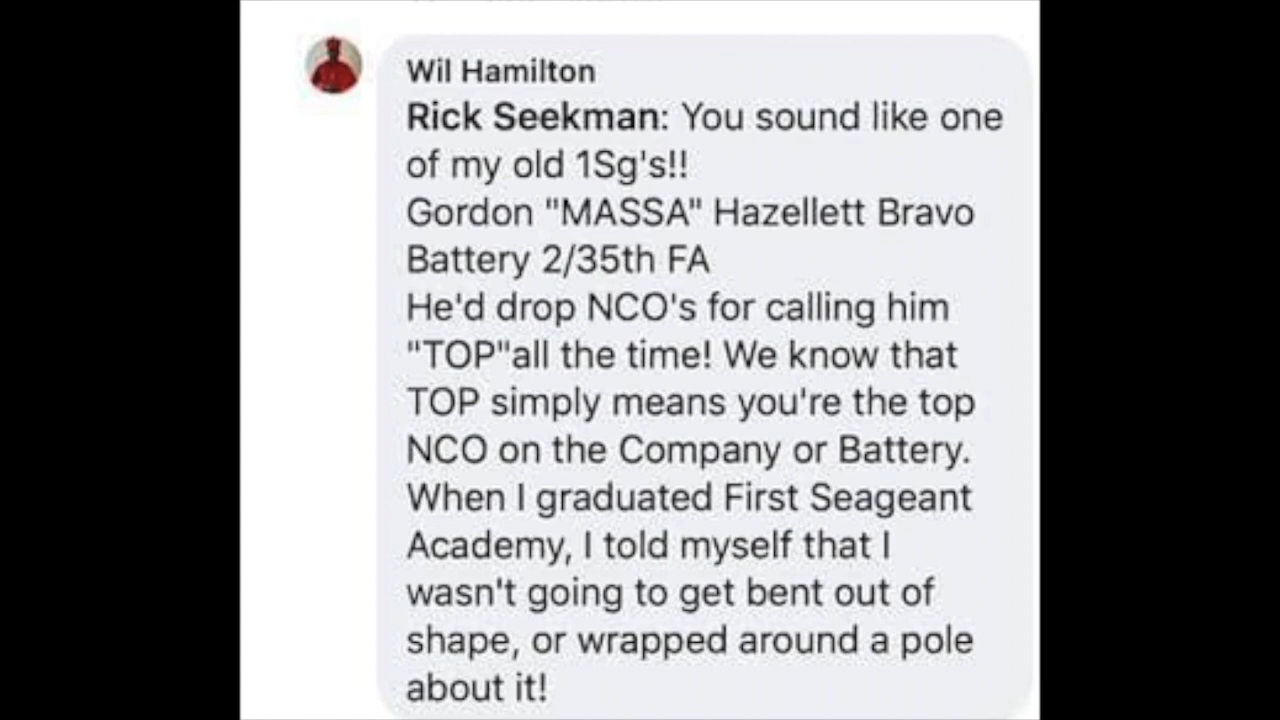 Wil Hamilton
Rick Seekman: You sound like one
of my old 1Sg's!!
Gordon "MASSA" Hazellett Bravo
Battery 2/35th FA
He'd drop NCO's for calling him
"TOP"all the time! We know that
TOP simply means you're the top
NCO on the Company or Battery.
When I graduated First Seageant
Academy, I told myself that I
wasn't going to get bent out of
shape, or wrapped around a pole
about it!